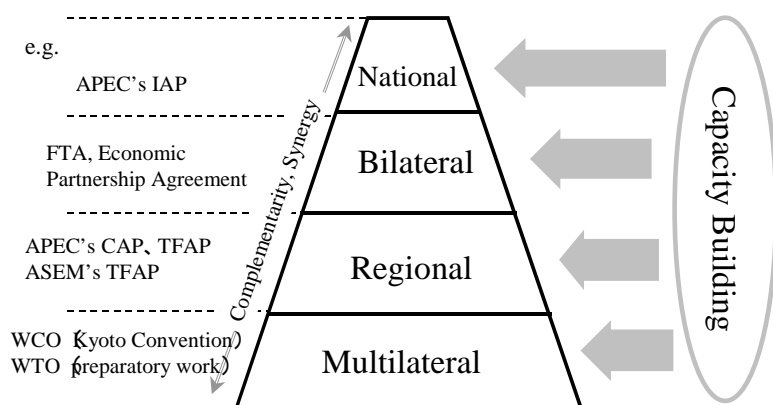 e.g.
APEC's IAP
National
FTA, Economic
Partnership Agreement
Bilateral
APEC's CAP、TFAP
ASEM's TFAP
Regional
WCO (Kyoto Convention)
WTO (preparatory work)
Multilateral
Complementarity, Synergy
Capacity Building